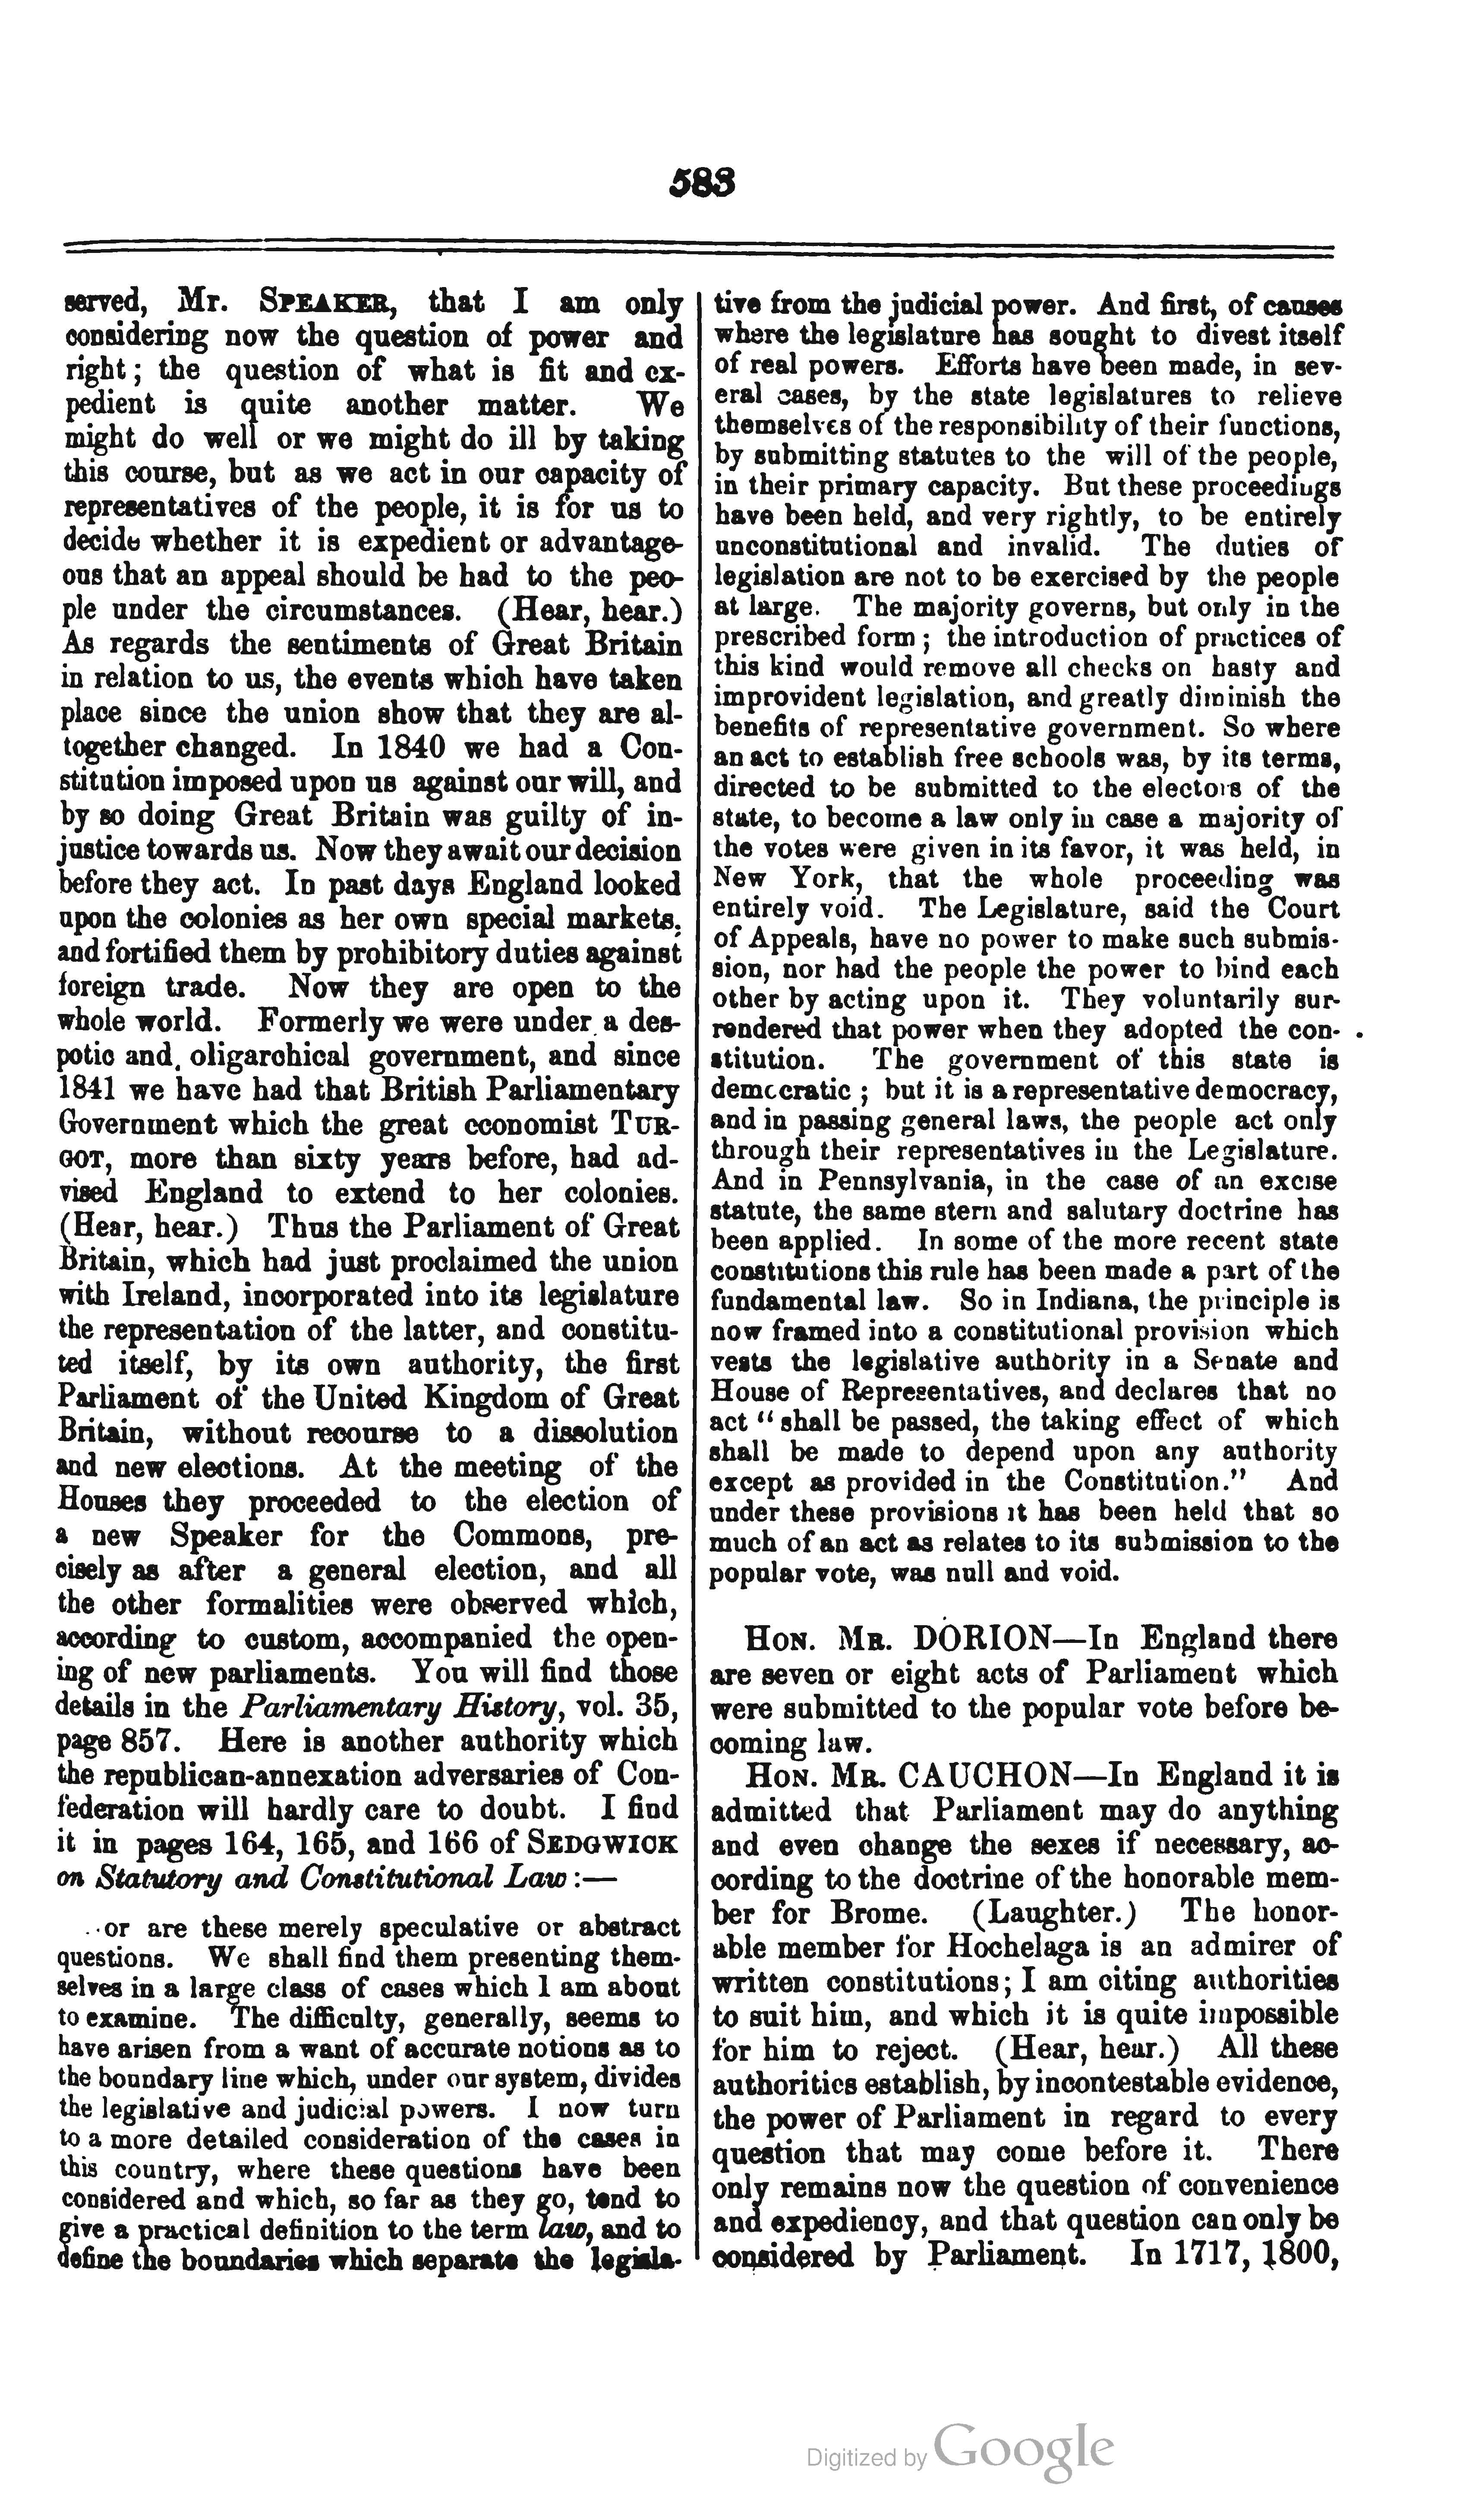 583
served, Mr. SPEAKER, that I am only
considering now the question of power and
right; the question of what is fit and ex-
pedient is quite another matter. We
might do well or we might do ill by taking
this course, but as we act in our capacity of
representatives of the people, it is for us to
decide whether it is expedient or advantage-
ous that an appeal should be had to the peo-
ple under the circumstances. (Hear, hear.)
As regards the sentiments of Great Britain
in relation to us, the events which have taken
place since the union show that they are al-
together changed. In 1840 we had a Con-
stitution imposed upon us against our will, and
by so doing Great Britain was guilty of in-
justice towards us. Now they await our decision
before they act. In past days England looked
upon the colonies as her own special markets,
and fortified them by prohibitory duties against
foreign trade. Now they are open to the
whole world. Formerly we were under a des-
potic and oligarchical government, and since
1841 we have had that British Parliamentary
Government which the great economist TUR-
GOT, more than sixty years before, had ad-
vised England to extend to her colonies.
(Hear, hear.) Thus the Parliament of Great
Britain, which had just proclaimed the union
with Ireland, incorporated into its legislature
the representation of the latter, and constitu-
ted itself, by its own authority, the first
Parliament of the United Kingdom of Great
Britain, without recourse to a dissolution
and new elections. At the meeting of the
Houses they proceeded to the election of
a new Speaker for the Commons, pre-
cisely as after a general election, and all
the other formalities were observed which,
according to custom, accompanied the open-
ing of new parliaments. You will find those
details in the Parliamentary History, vol. 35,
page 857. Here is another authority which
the republican-annexation adversaries of Con-
federation will hardly care to doubt. I find
it in pages 164, 165, and 166 of SEDGWICK
on Statutory and Constitutional Law:—
or are these merely speculative or abstract
questions. We shall find them presenting them-
selves in a large class of cases which I am about
to examine. The difficulty, generally, seems to
have arisen from a want of accurate notions as to
the boundary line which, under our system, divides
the legislative and judicial powers. I now turn
to a more detailed consideration of the cases in
this country, where these questions have been
considered and which, so far as they go, tend to
give a practical definition to the term law, and to
define the boundaries which separate the legisla-
tive from the judicial power. And first, of causes
where the legislature has sought to divest itself
of real powers. Efforts have been made, in sev-
eral cases, by the state legislatures to relieve
themselves of the responsibility of their functions,
by submitting statutes to the will of the people,
in their primary capacity. But these proceedings
have been held, and very rightly, to be entirely
unconstitutional and invalid. The duties of
legislation are not to be exercised by the people
at large. The majority governs, but only in the
prescribed form; the introduction of practices of
this kind would remove all checks on hasty and
improvident legislation, and greatly diminish the
benefits of representative government. So where
an act to establish free schools was, by its terms,
directed to be submitted to the electors of the
state, to become a law only in case a majority of
the votes were given in its favor, it was held, in
New York, that the whole proceeding was
entirely void. The Legislature, said the Court
of Appeals, have no power to make such submis-
sion, nor had the people the power to bind each
other by acting upon it. They voluntarily sur-
rendered that power when they adopted the con-
stitution. The government of this state is
democratic; but it is a representative democracy,
and in passing general laws, the people act only
through their representatives in the Legislature.
And in Pennsylvania, in the case of an excise
statute, the same stern and salutary doctrine has
been applied. In some of the more recent state
constitutions this rule has been made a part of the
fundamental law. So in Indiana, the principle is
now framed into a constitutional provision which
vests the legislative authority in a Senate and
House of Representatives, and declares that no
act "shall be passed, the taking effect of which
shall be made to depend upon any authority
except as provided in the Constitution." And
under these provisions it has been held that so
much of an act as relates to its submission to the
popular vote, was null and void.
HON. MR. DORION—In England there
are seven or eight acts of Parliament which
were submitted to the popular vote before be-
coming law.
HON. MR. CAUCHON—In England it is
admitted that Parliament may do anything
and even change the sexes if necessary, ac-
cording to the doctrine of the honorable mem-
ber for Brome. (Laughter.) The honor-
able member for Hochelaga is an admirer of
written constitutions; I am citing authorities
to suit him, and which it is quite impossible
for him to reject. (Hear, hear.) All these
authorities establish, by incontestable evidence,
the power of Parliament in regard to every
question that may come before it. There
only remains now the question of convenience
and expediency, and that question can only be
considered by Parliament. In 1717, 1800,
Digitized by Google